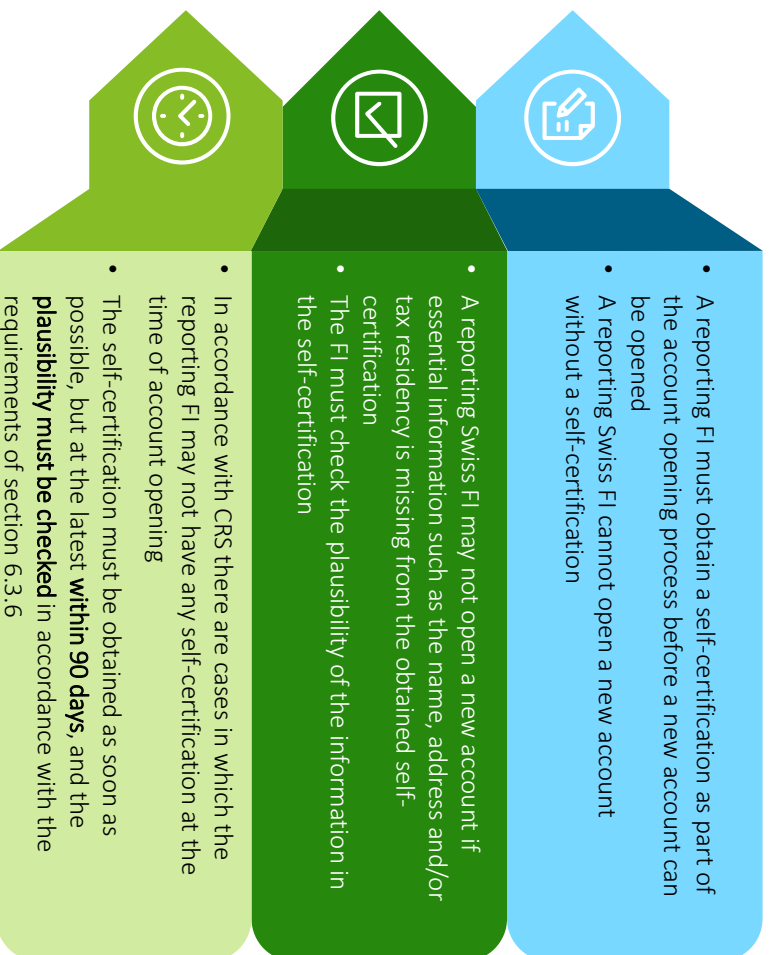 • A reporting FI must obtain a self-certification as part of
the account opening process before a new account can
be opened
• A reporting Swiss FI cannot open a new account
without a self-certification
• A reporting Swiss FI may not open a new account if
essential information such as the name, address and/or
tax residency is missing from the obtained self-
certification
• The FI must check the plausibility of the information in
the self-certification
• In accordance with CRS there are cases in which the
reporting FI may not have any self-certification at the
time of account opening
• The self-certification must be obtained as soon as
possible, but at the latest within 90 days, and the
plausibility must be checked in accordance with the
requirements of section 6.3.6